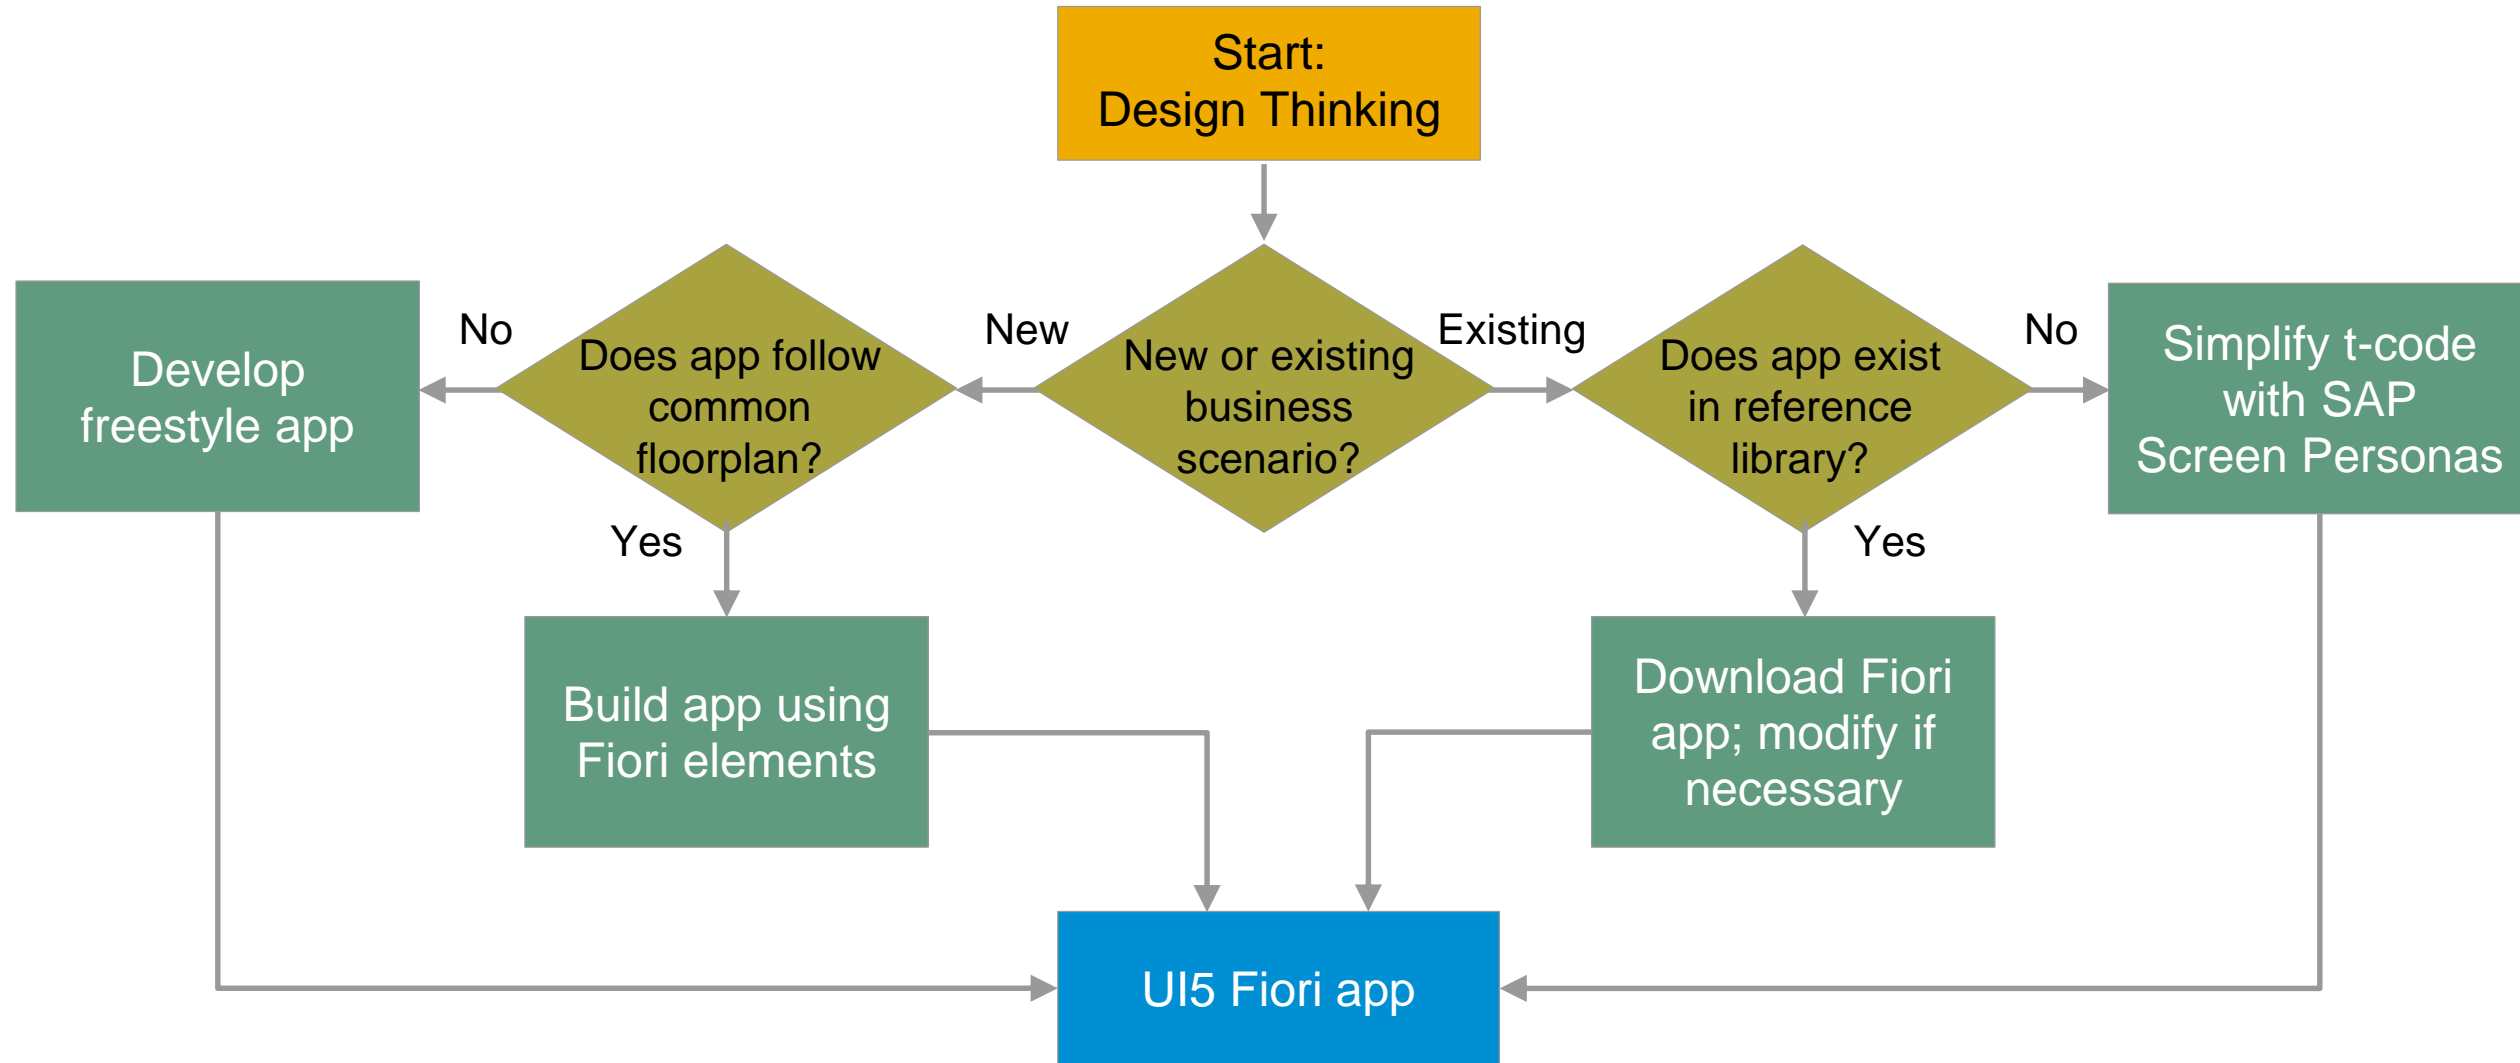 Start:
Design Thinking
No
New
Existing
No
Develop
freestyle app
Does app follow
common
floorplan?
New or existing
business
scenario?
Does app exist
in reference
library?
Simplify t-code
with SAP
Screen Personas
Yes
Yes
Build app using
Fiori elements
Download Fiori
app; modify if
necessary
UI5 Fiori app